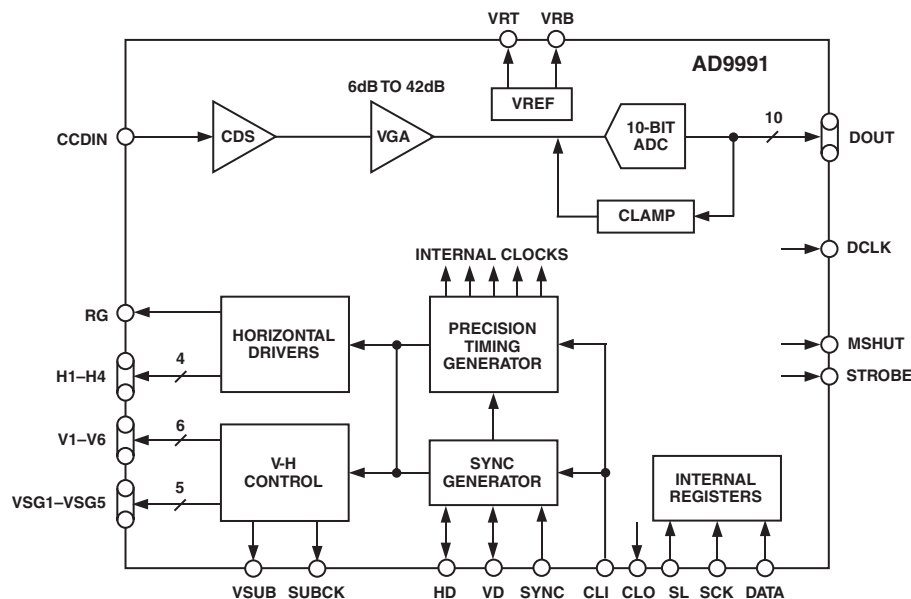 VRT VRB
AD9991
6dB TO 42dB
VREF
CCDIN
CDS
VGA
10-BIT
ADC
10
DOUT
CLAMP
DCLK
INTERNAL CLOCKS
RG
HORIZONTAL
DRIVERS
PRECISION
TIMING
GENERATOR
MSHUT
STROBE
4
H1–H4
6
V1–V6
V-H
CONTROL
SYNC
GENERATOR
INTERNAL
REGISTERS
5
VSG1–VSG5
VSUB SUBCK HD VD SYNC CLI CLO SL SCK DATA